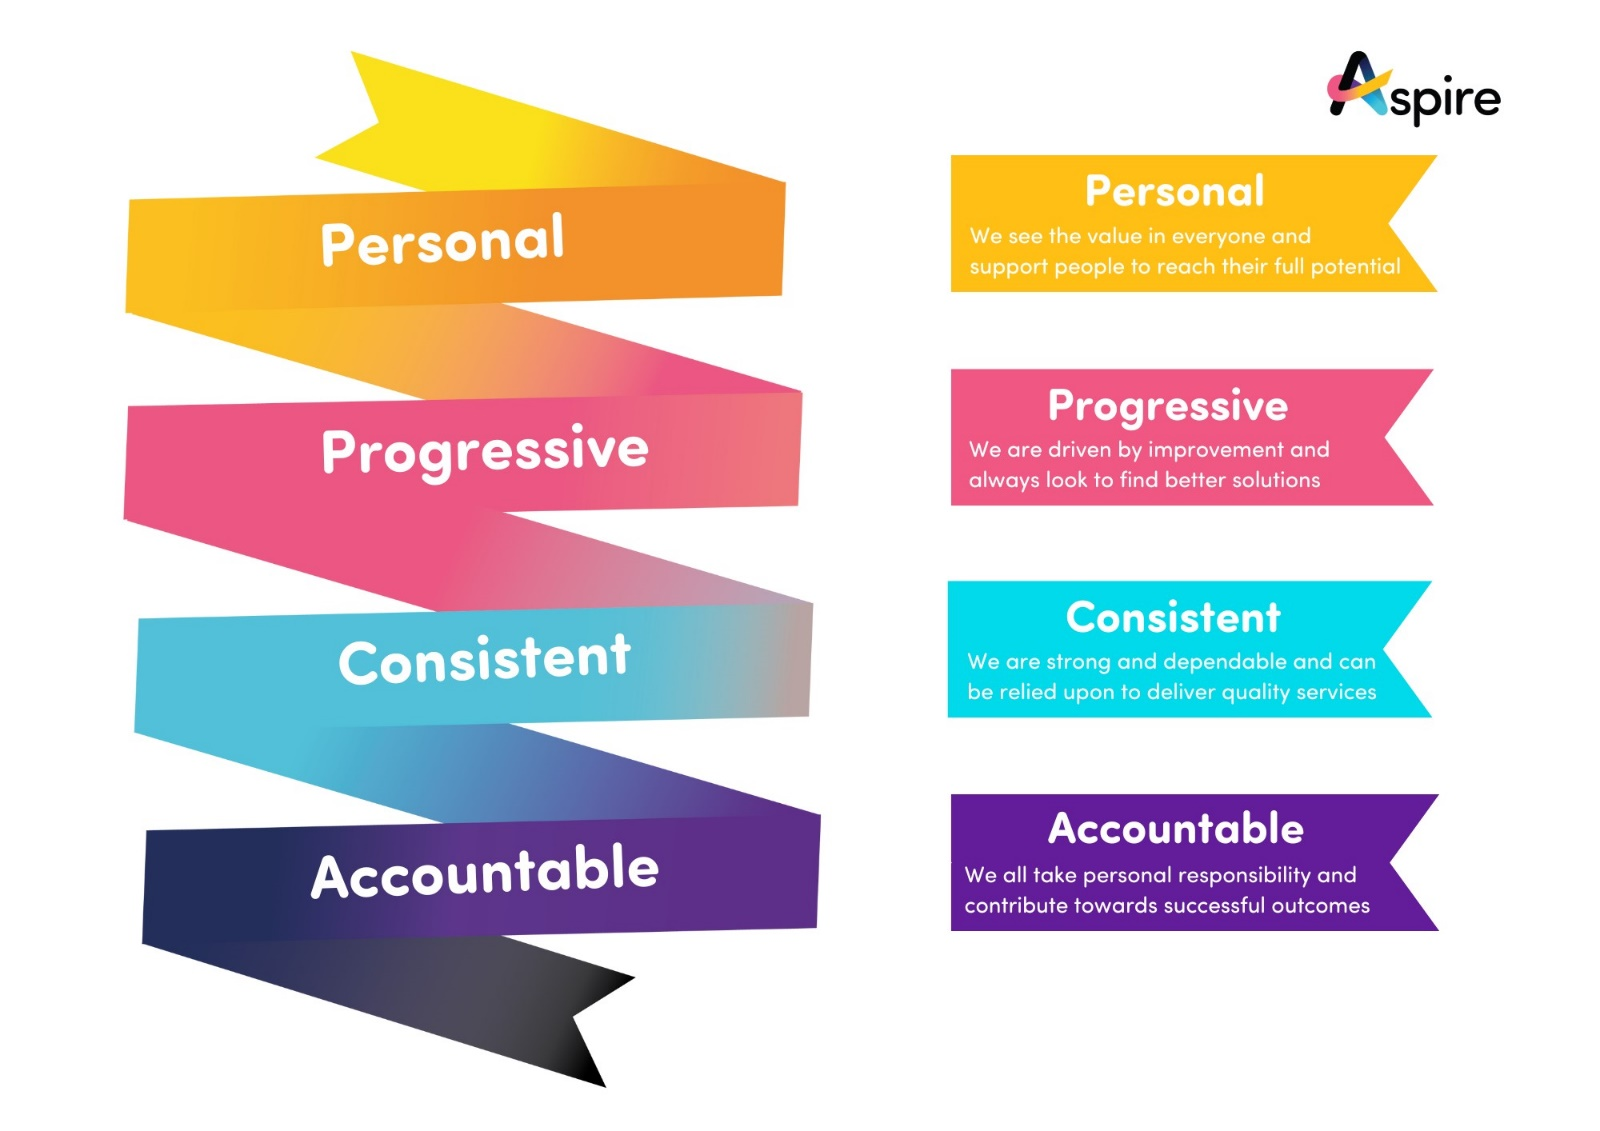 Aspire
Personal
Progressive
Consistent
Accountable
Personal
We see the value in everyone and
support people to reach their full potential
Progressive
We are driven by improvement and
always look to find better solutions
Consistent
We are strong and dependable and can
be relied upon to deliver quality services
Accountable
We all take personal responsibility and
contribute towards successful outcomes